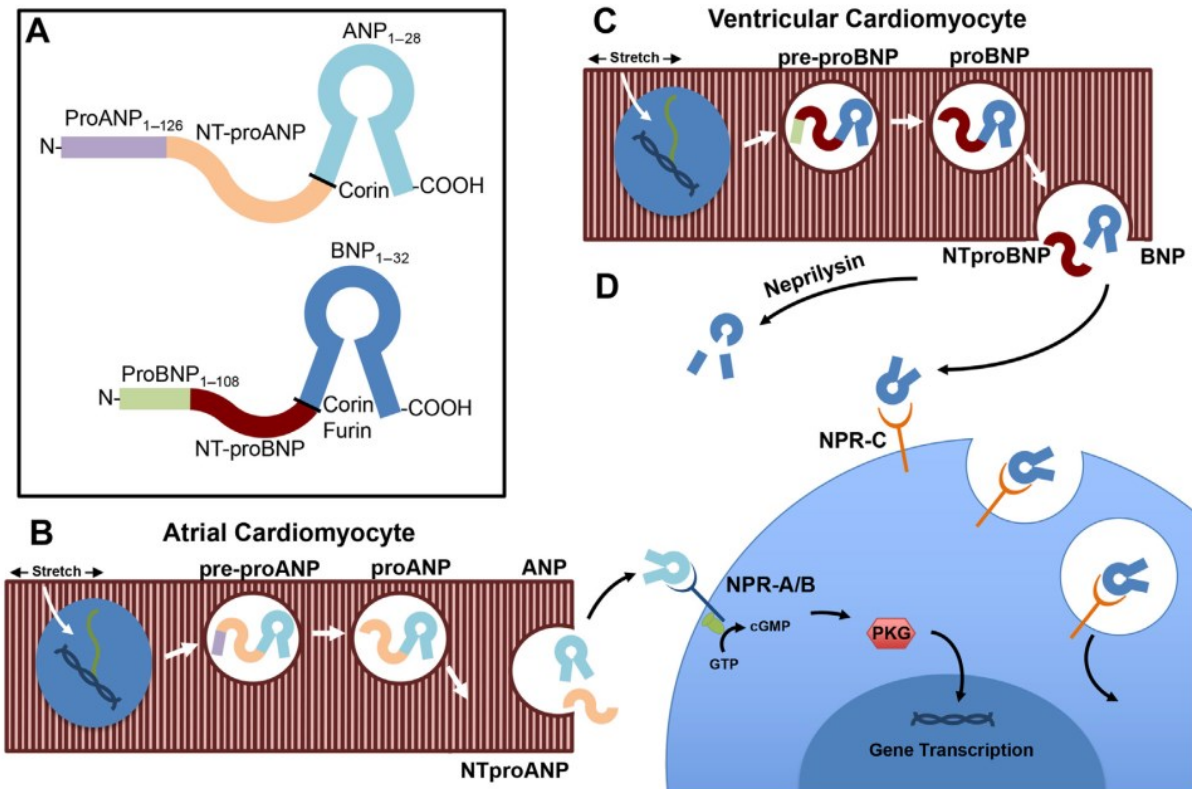 A
ANP1–28
ProANP1–126
NT-proANP
N-
Corin
-COOH
BNP1–32
ProBNP1–108
N-
Corin
-COOH
Furin
NT-proBNP
B
Atrial Cardiomyocyte
Stretch
pre-proANP
proANP
ANP
NTproANP
C
Ventricular Cardiomyocyte
Stretch
pre-proBNP
proBNP
NTproBNP
BNP
D
Neprilysin
NPR-C
NPR-A/B
cGMP
GTP
PKG
Gene Transcription